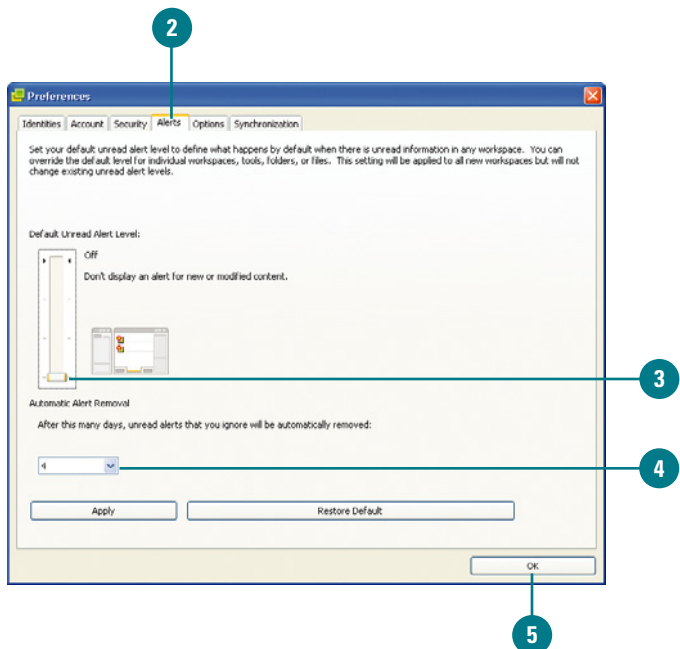 2
Preferences
Identities Account Security Alerts Options Synchronization
Set your default unread alert level to define what happens by default when there is unread information in any workspace. You can
override the default level for individual workspaces, tools, folders, or files. This setting will be applied to all new workspaces but will not
change existing unread alert levels.
Default Unread Alert Level:
Off
Don't display an alert for new or modified content.
3
Automatic Alert Removal
After this many days, unread alerts that you ignore will be automatically removed:
4
4
Apply Restore Default
OK
5